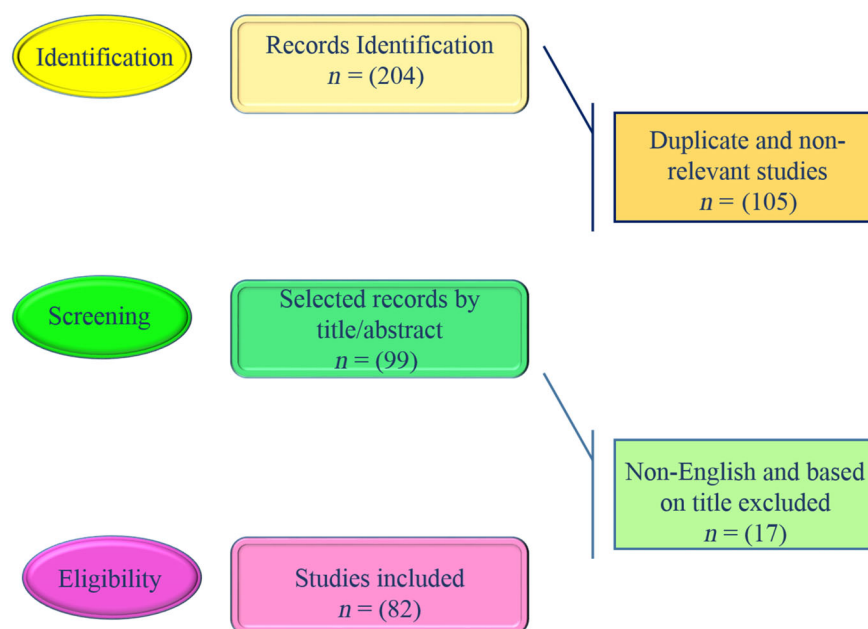 Identification
Records Identification
n = (204)
Duplicate and non-
relevant studies
n = (105)
Screening
Selected records by
title/abstract
n = (99)
Non-English and based
on title excluded
n = (17)
Eligibility
Studies included
n = (82)